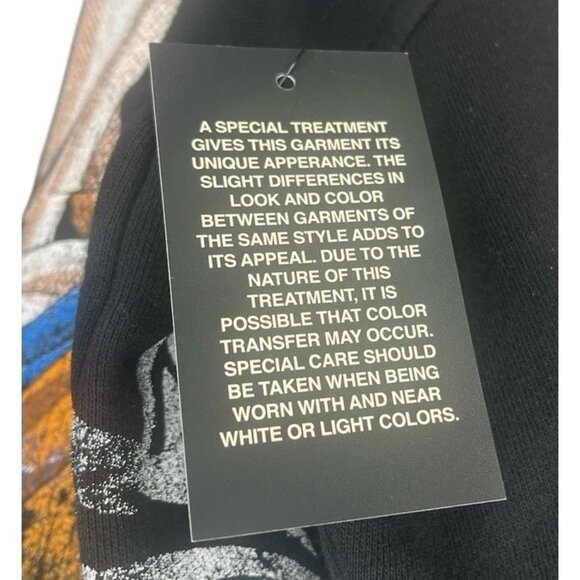 A SPECIAL TREATMENT
GIVES THIS GARMENT ITS
UNIQUE APPERANCE. THE
SLIGHT DIFFERENCES IN
LOOK AND COLOR
BETWEEN GARMENTS OF
THE SAME STYLE ADDS TO
ITS APPEAL. DUE TO THE
NATURE OF THIS
TREATMENT, IT IS
POSSIBLE THAT COLOR
TRANSFER MAY OCCUR.
SPECIAL CARE SHOULD
BE TAKEN WHEN BEING
WORN WITH AND NEAR
WHITE OR LIGHT COLORS.